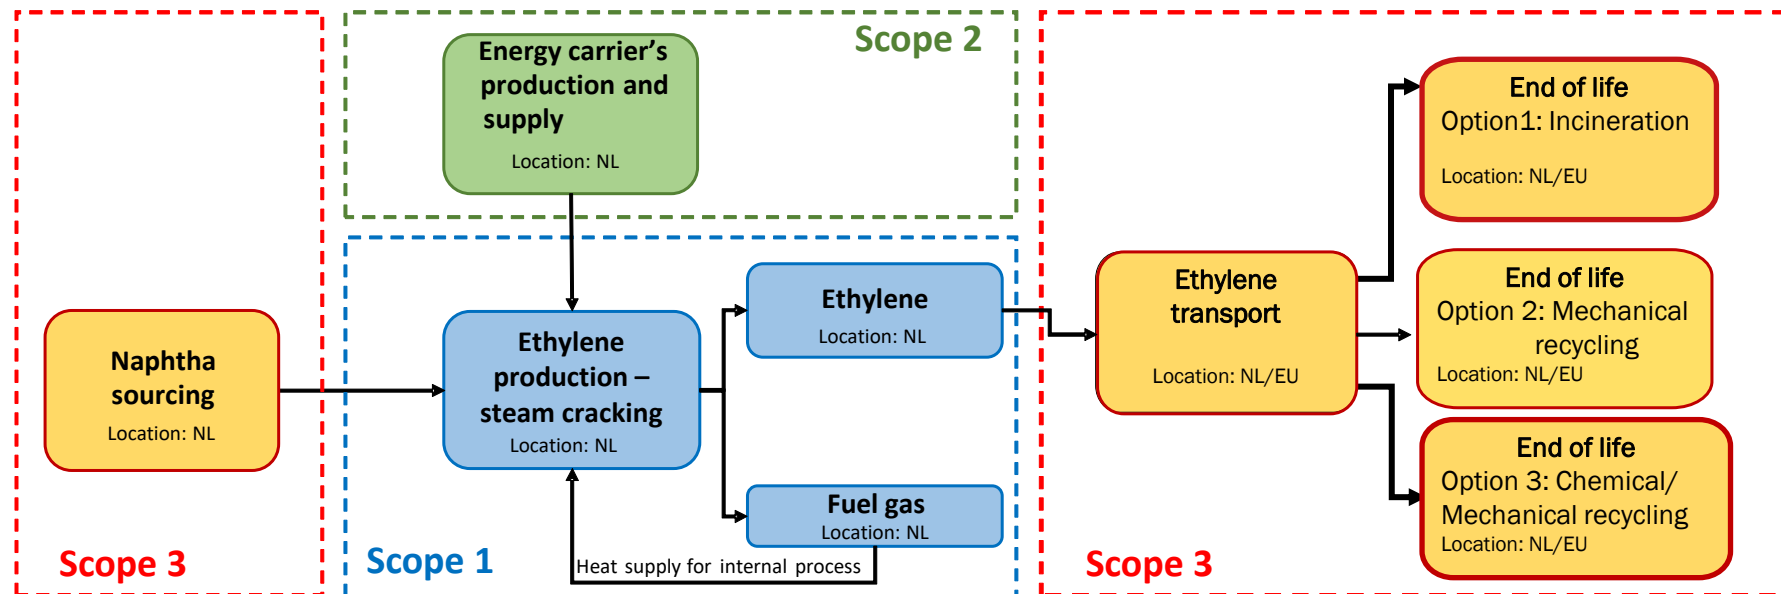 Naphtha
sourcing
Location: NL
Scope 3
Scope 2
Energy carier's
production and
supply
Location: NL
Ethylene
production –
steam cracking
Location: NL
Ethylene
Location: NL
Fuel gas
Location: NL
Heat supply for internal process
Scope 1
Ethylene
transport
Location: NL/EU
End of life
Option1: Incineration
Location: NL/EU
End of life
Option 2: Mechanical
recycling
Location: NL/EU
End of life
Option 3: Chemical/
Mechanical recycling
Location: NL/EU
Scope 3